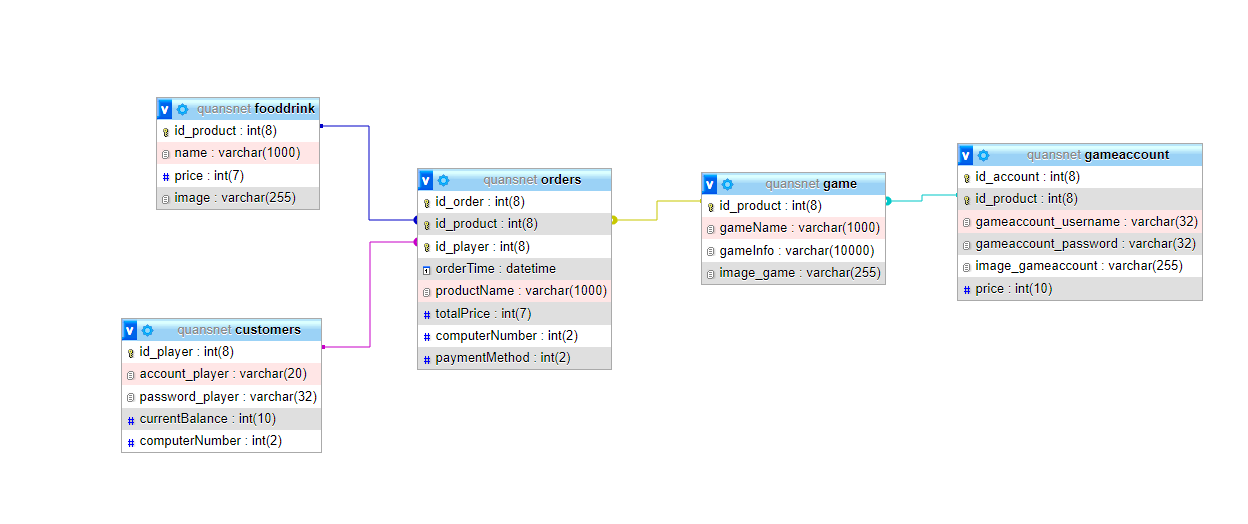 quansnet fooddrink
id_product : int(8)
name : varchar(1000)
price : int(7)
image : varchar(255)
quansnet customers
id_player : int(8)
account_player : varchar(20)
password_player : varchar(32)
currentBalance : int(10)
computerNumber : int(2)
quansnet orders
id_order : int(8)
id_product : int(8)
id_player : int(8)
orderTime : datetime
productName : varchar(1000)
totalPrice : int(7)
computerNumber : int(2)
paymentMethod : int(2)
quansnet game
id_product : int(8)
gameName : varchar(1000)
gameInfo : varchar(10000)
image_game : varchar(255)
quansnet gameaccount
id_account : int(8)
id_product : int(8)
gameaccount_username : varchar(32)
gameaccount_password : varchar(32)
image_gameaccount : varchar(255)
price : int(10)